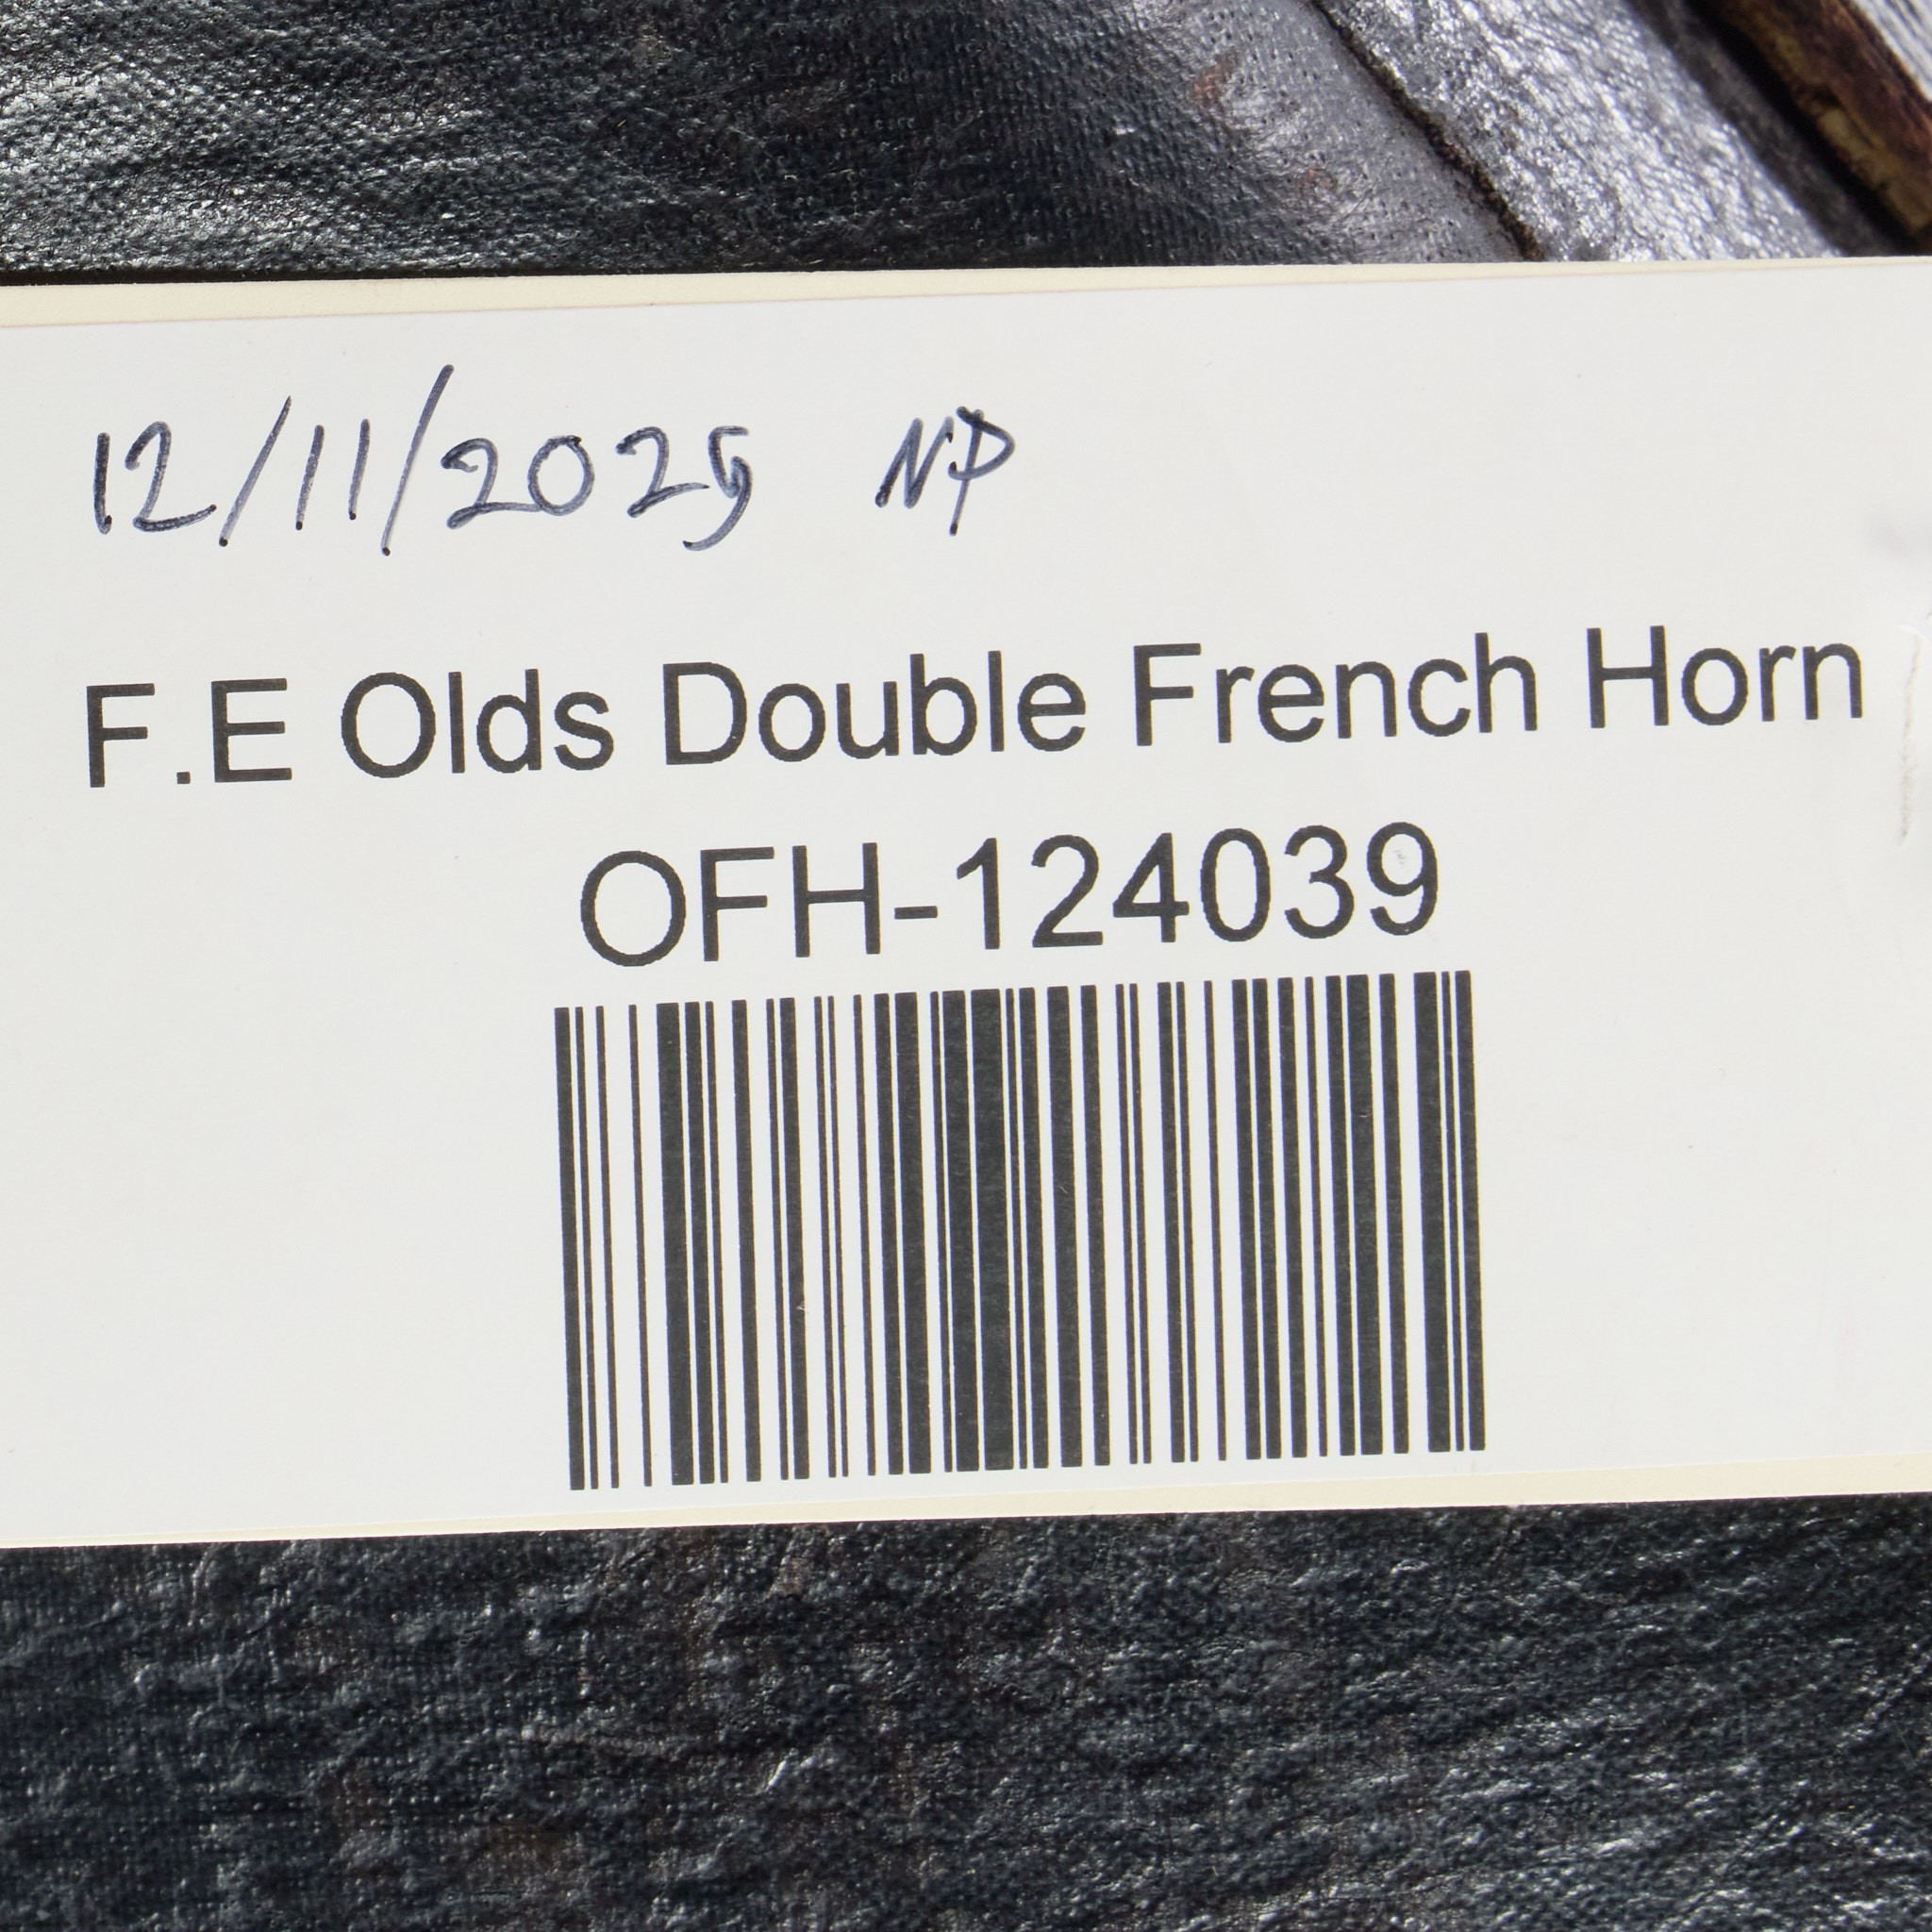 12/11/2025 NP
F.E Olds Double French Horn
OFH-124039